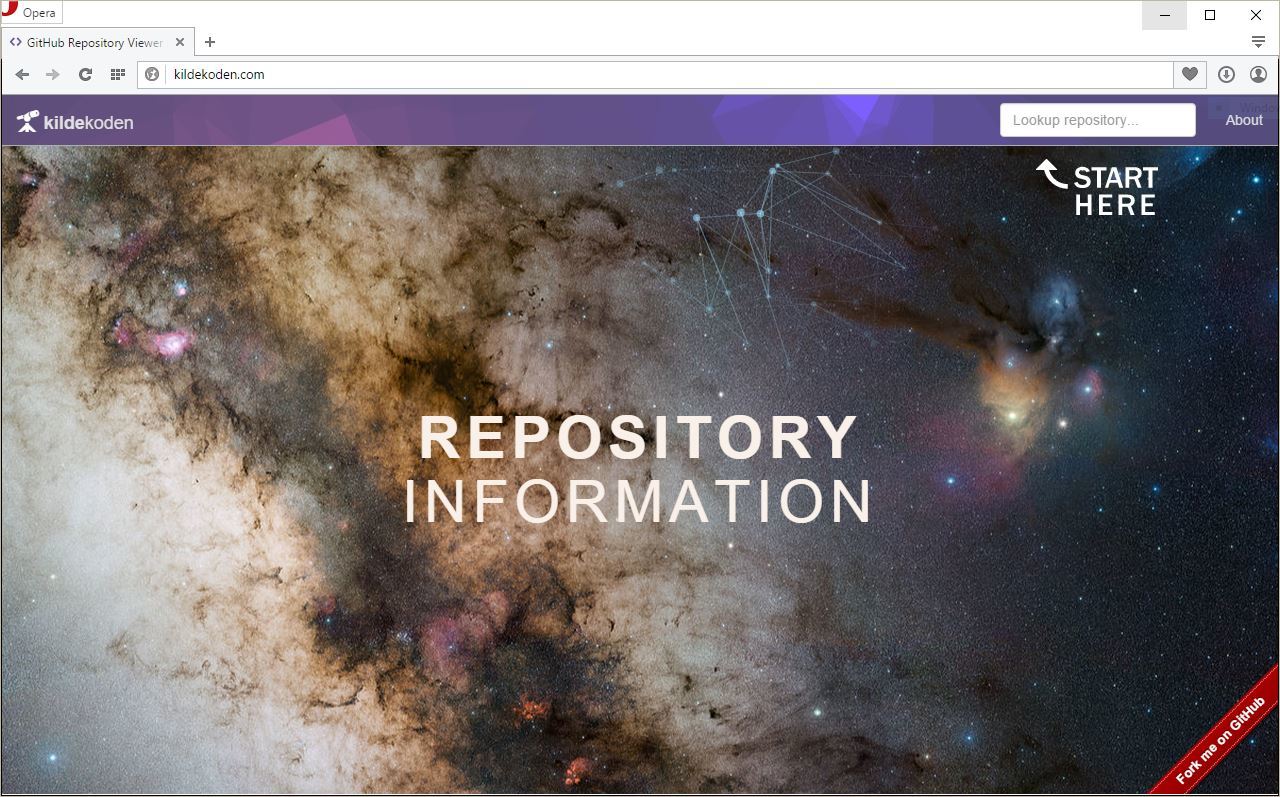 Opera
GitHub Repository Viewer
kildekoden.com
kildekoden
Lookup repository...
About
START
HERE
REPOSITORY
INFORMATION
Fork me on GitHub